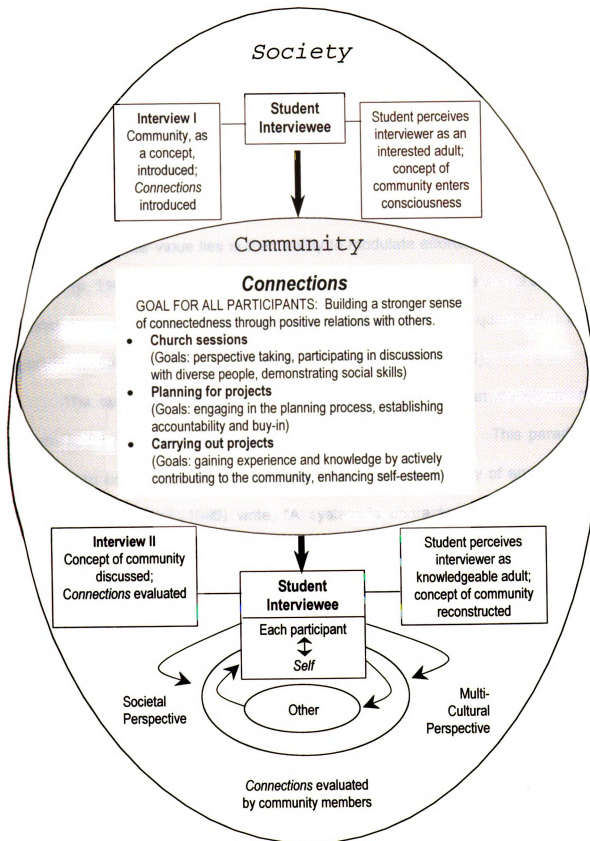 Society
Interview I
Community, as
a concept,
introduced;
Connections
introduced
Student
Interviewee
Student perceives
interviewer as an
interested adult;
concept of
community enters
consciousness
Community
Connections
GOAL FOR ALL PARTICIPANTS: Building a stronger sense
of connectedness through positive relations with others.
• Church sessions
(Goals: perspective taking, participating in discussions
with diverse people, demonstrating social skills)
• Planning for projects
(Goals: engaging in the planning process, establishing
accountability and buy-in)
• Carrying out projects
(Goals: gaining experience and knowledge by actively
contributing to the community, enhancing self-esteem)
Interview II
Concept of community
discussed;
Connections evaluated
Student
Interviewee
Each participant
Self
Other
Student perceives
interviewer as
knowledgeable adult;
concept of community
reconstructed
Societal
Perspective
Multi-
Cultural
Perspective
Connections evaluated
by community members